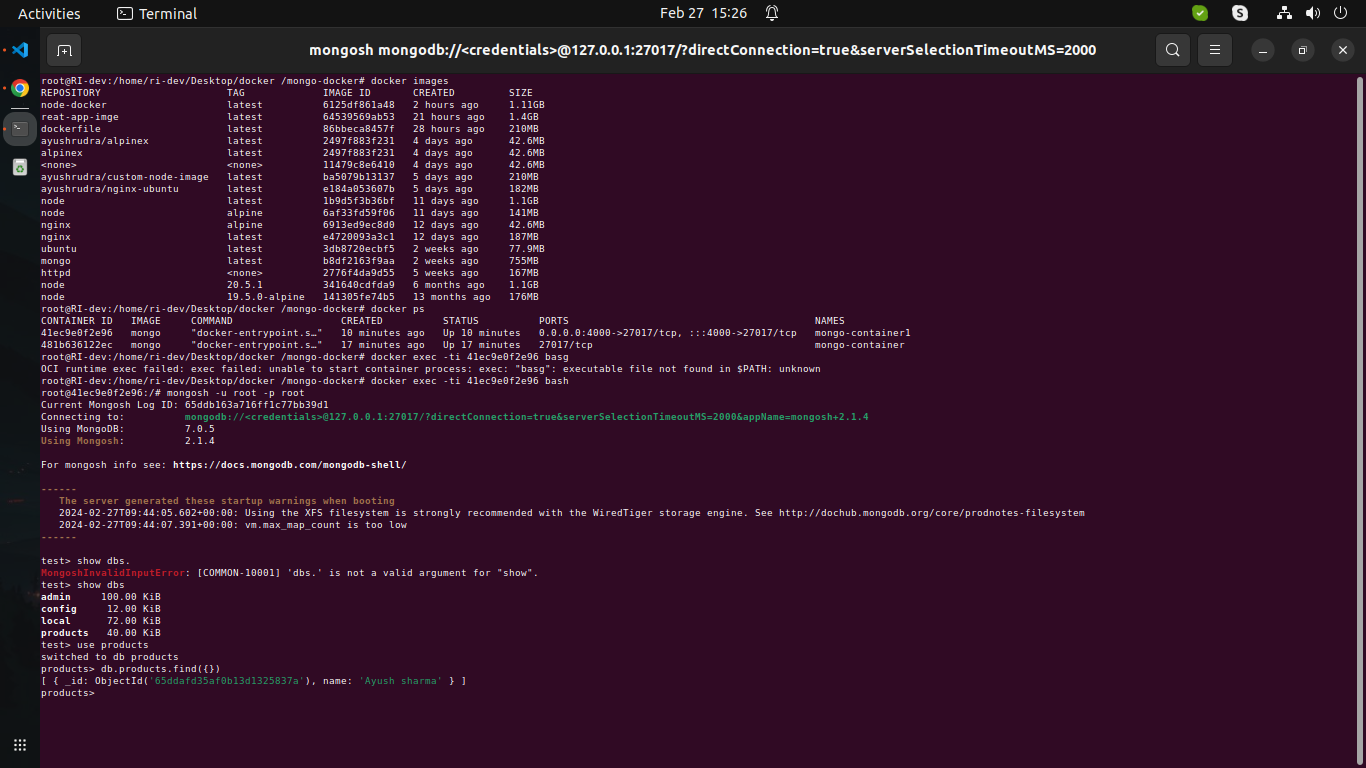 Activities Terminal Feb 27 15:26
mongosh mongodb://<credentials>@127.0.0.1:27017/?directConnection=true&serverSelectionTimeoutMS=2000
root@RI-dev:/home/ri-dev/Desktop/docker /mongo-docker# docker images
REPOSITORY TAG IMAGE ID CREATED SIZE
node-docker latest 6125df861a48 2 hours ago 1.11GB
reat-app-imge latest 64539569ab53 21 hours ago 1.4GB
dockerfile latest 86bbeca8457f 28 hours ago 210MB
ayushrudra/alpinex latest 2497f883f231 4 days ago 42.6MB
alpinex latest 2497f883f231 4 days ago 42.6MB
<none> <none> 11479c8e6410 4 days ago 42.6MB
ayushrudra/custom-node-image latest ba5079b13137 5 days ago 210MB
ayushrudra/nginx-ubuntu latest e184a053607b 5 days ago 182MB
node latest 1b9d5f3b36bf 11 days ago 1.1GB
node alpine 6af33fd59f06 11 days ago 141MB
nginx alpine 6913ed9ec8d0 12 days ago 42.6MB
nginx latest e4720093a3c1 12 days ago 187MB
ubuntu latest 3db8720ecbf5 2 weeks ago 77.9MB
mongo latest b8df2163f9aa 2 weeks ago 755MB
httpd <none> 2776f4da9d55 5 weeks ago 167MB
node 20.5.1 341640cdfda9 6 months ago 1.1GB
node 19.5.0-alpine 141305fe74b5 13 months ago 176MB
root@RI-dev:/home/ri-dev/Desktop/docker /mongo-docker# docker ps
CONTAINER ID IMAGE COMMAND CREATED STATUS PORTS NAMES
41ec9e0f2e96 mongo "docker-entrypoint.s…" 10 minutes ago Up 10 minutes 0.0.0.0:4000->27017/tcp, :::4000->27017/tcp mongo-container1
481b636122ec mongo "docker-entrypoint.s…" 17 minutes ago Up 17 minutes 27017/tcp mongo-container
root@RI-dev:/home/ri-dev/Desktop/docker /mongo-docker# docker exec -ti 41ec9e0f2e96 basg
OCI runtime exec failed: exec failed: unable to start container process: exec: "basg": executable file not found in $PATH: unknown
root@RI-dev:/home/ri-dev/Desktop/docker /mongo-docker# docker exec -ti 41ec9e0f2e96 bash
root@41ec9e0f2e96:/# mongosh -u root -p root
Current Mongosh Log ID: 65ddb163a716ff1c77bb39d1
Connecting to: mongodb://<credentials>@127.0.0.1:27017/?directConnection=true&serverSelectionTimeoutMS=2000&appName=mongosh+2.1.4
Using MongoDB: 7.0.5
Using Mongosh: 2.1.4
For mongosh info see: https://docs.mongodb.com/mongodb-shell/
------
The server generated these startup warnings when booting
2024-02-27T09:44:05.602+00:00: Using the XFS filesystem is strongly recommended with the WiredTiger storage engine. See http://dochub.mongodb.org/core/prodnotes-filesystem
2024-02-27T09:44:07.391+00:00: vm.max_map_count is too low
------
test> show dbs.
MongoshInvalidInputError: [COMMON-10001] 'dbs.' is not a valid argument for "show".
test> show dbs
admin 100.00 KiB
config 12.00 KiB
local 72.00 KiB
products 40.00 KiB
test> use products
switched to db products
products> db.products.find({})
[ { _id: ObjectId('65ddafd35af0b13d1325837a'), name: 'Ayush sharma' } ]
products>